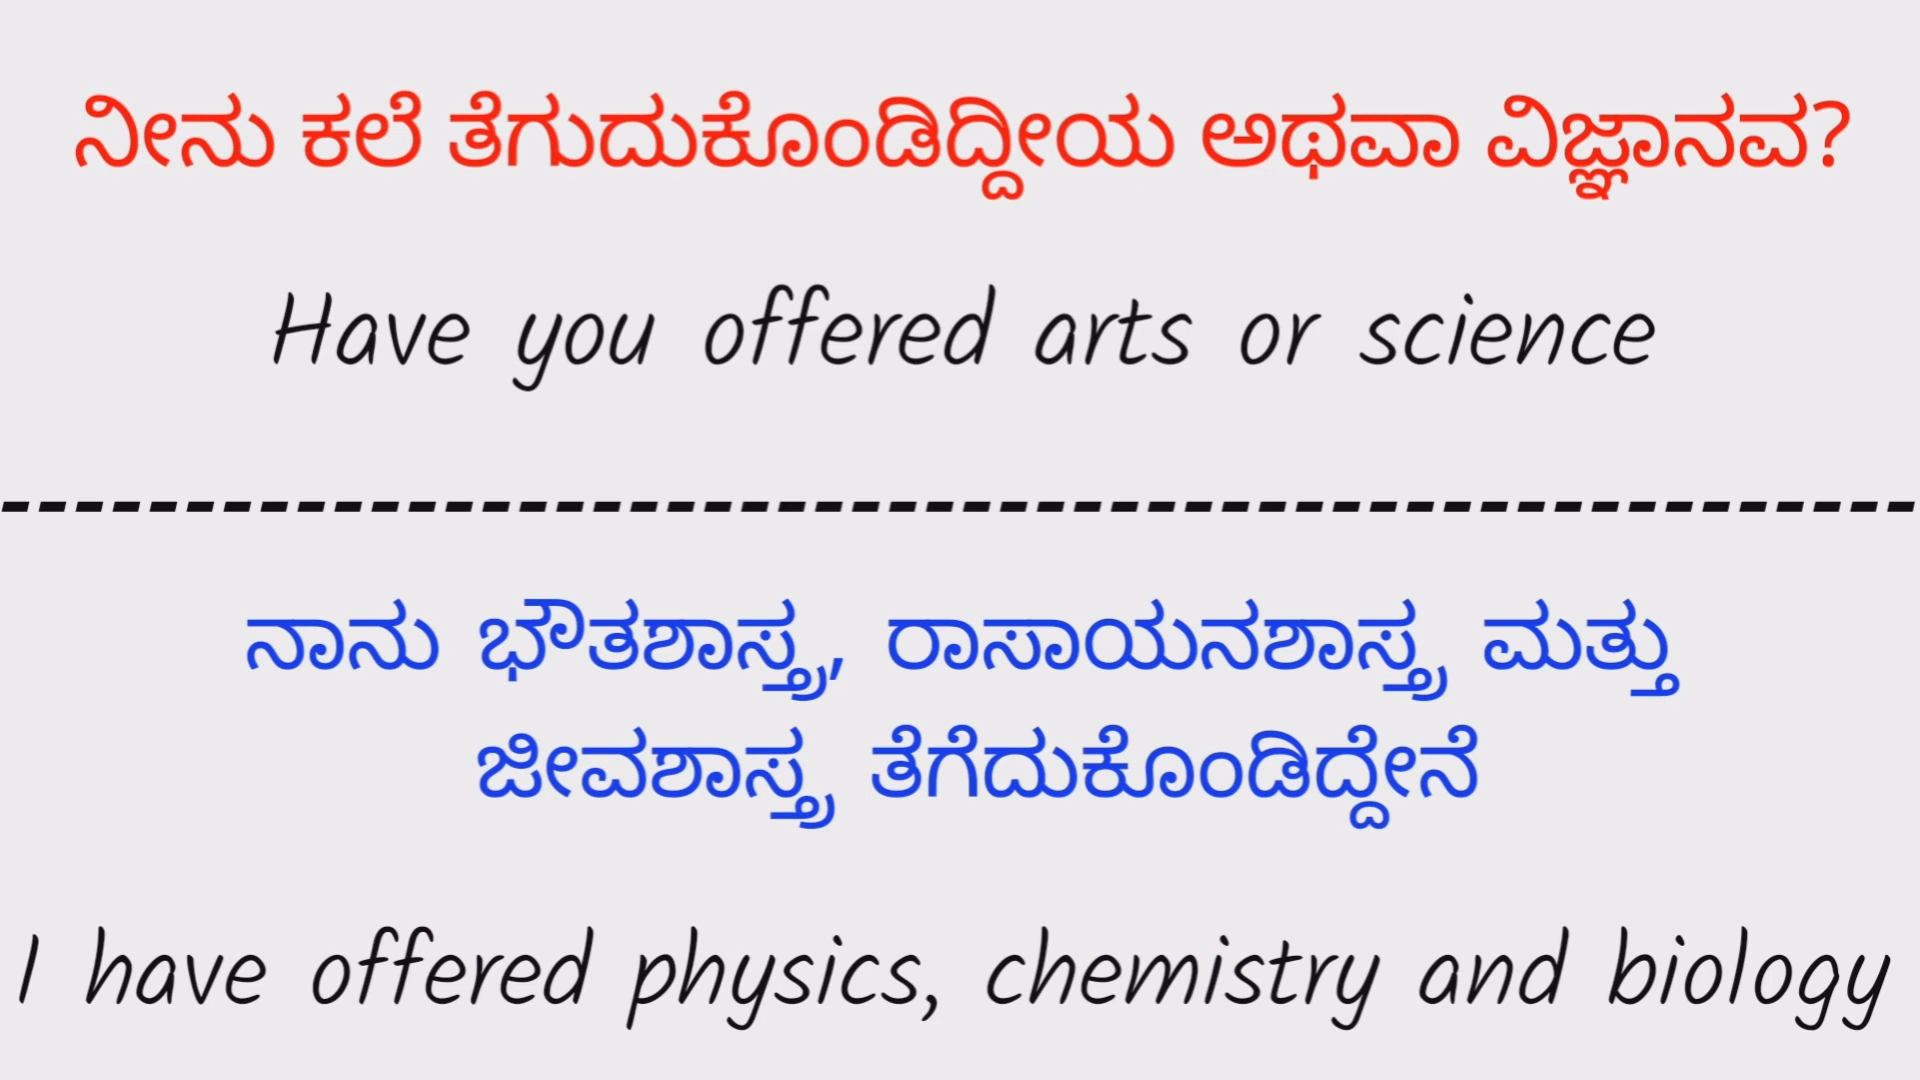 ನೀನು ಕಲೆ ತೆಗುದುಕೊಂಡಿದ್ದೀಯ ಅಥವಾ ವಿಜ್ಞಾನವ?
Have you offered arts or science
ನಾನು ಭೌತಶಾಸ್ತ್ರ, ರಾಸಾಯನಶಾಸ್ತ್ರ ಮತ್ತು
ಜೀವಶಾಸ್ತ್ರ ತೆಗೆದುಕೊಂಡಿದ್ದೇನೆ
I have offered physics, chemistry and biology